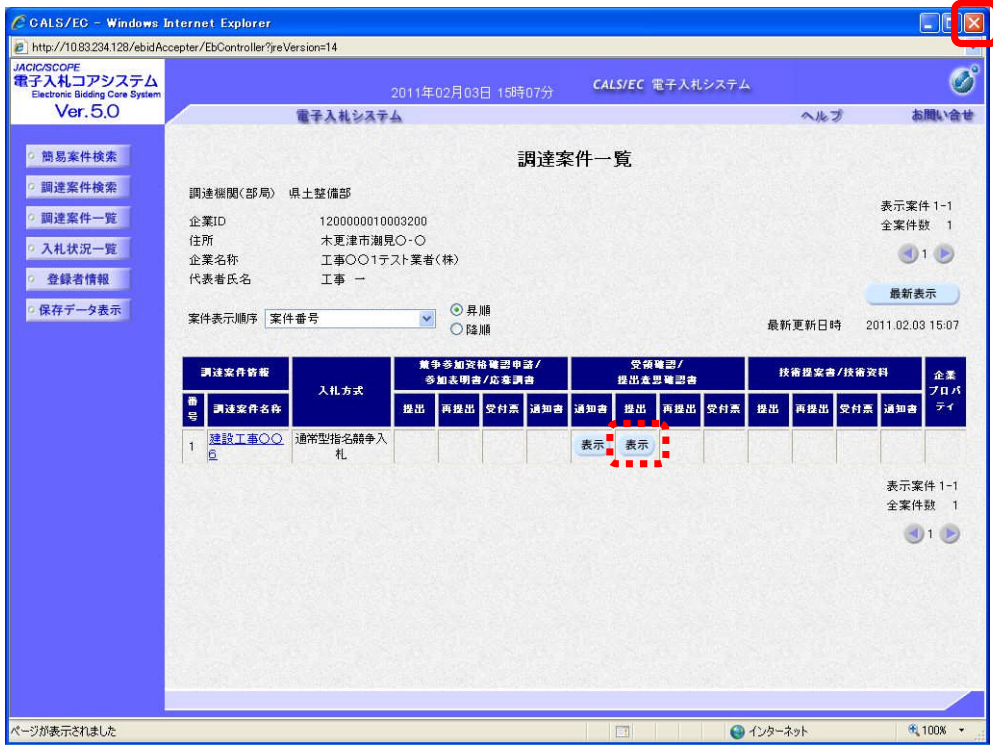 CALS/EC - Windows Internet Explorer
http://10.83.234.128/ebidAccepter/EbController?jreVersion=14
JACIC/SCOPE
電子入札コアシステム
Electronic Bidding Core System
Ver.5.0
2011年02月03日 15時07分
CALS/EC 電子入札システム
電子入札システム
ヘルプ
お問い合せ
簡易案件検索
調達案件検索
調達案件一覧
入札状況一覧
登録者情報
保存データ表示
調達案件一覧
調達機関(部局) 県土整備部
企業ID 1200000010003200
住所 木更津市潮見○-○
企業名称 工事○○1テスト業者(株)
代表者氏名 工事 一
表示案件 1-1
全案件数 1
1
最新表示
案件表示順序 案件番号
昇順
降順
最新更新日時 2011.02.03 15:07
調達案件情報
入札方式
競争参加資格確認申請/
参加表明書/応募調書
受領確認/
提出意思確認書
技術提案書/技術資料
企業
プロパ
ティ
番
号
調達案件名称
提出 再提出 受付票 通知書 通知書 提出 再提出 受付票 提出 再提出 受付票 通知書
1 建設工事○○ 通常型指名競争入 表示 表示
6 札
表示案件 1-1
全案件数 1
1
ページが表示されました
インターネット
100%